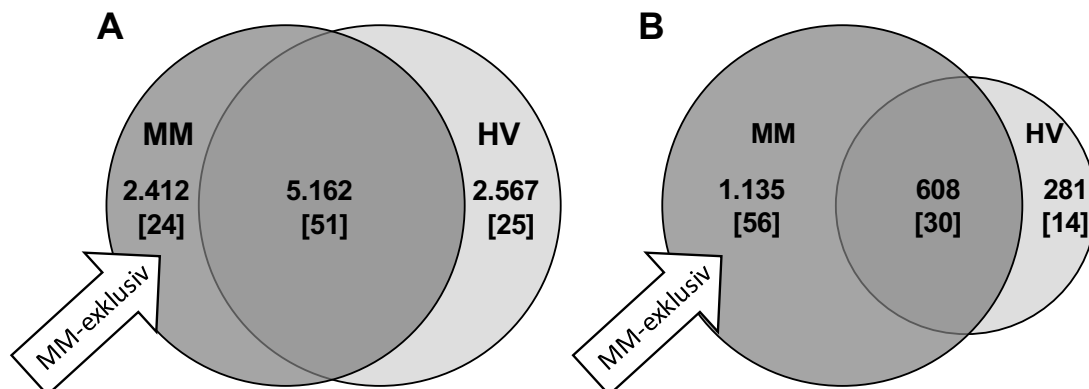 A
MM
HV
2.412
[24]
5.162
[51]
2.567
[25]
MM-exklusiv
B
MM
HV
1.135
[56]
608
[30]
281
[14]
MM-exklusiv